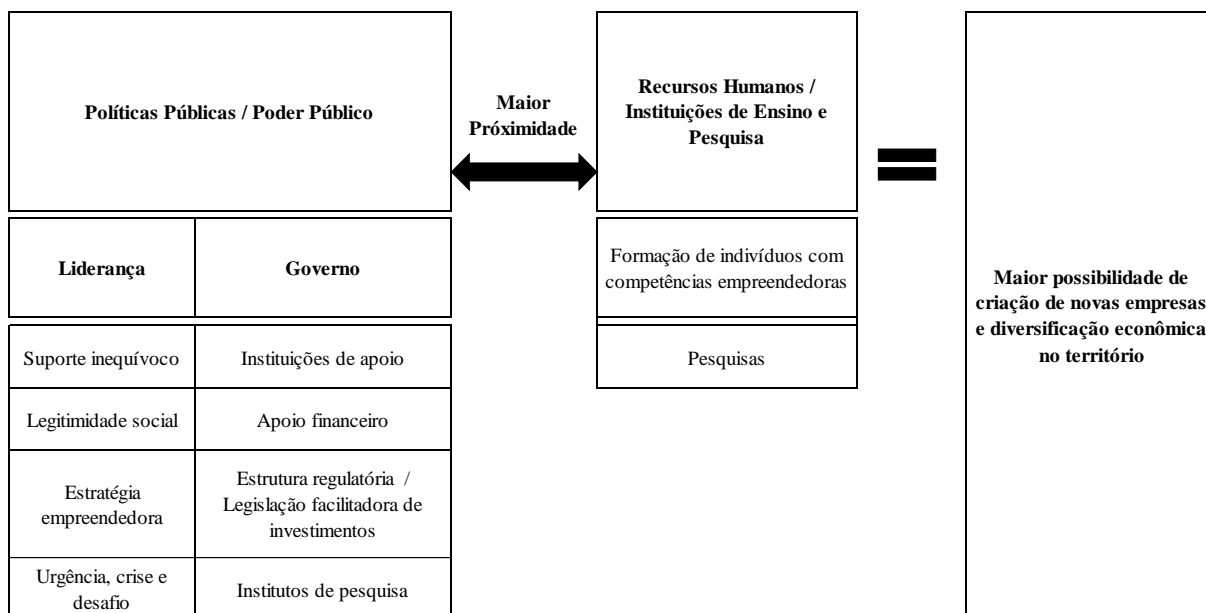 Políticas Públicas / Poder Público
Maior
Próximidade
Recursos Humanos /
Instituições de Ensino e
Pesquisa
Liderança
Governo
Formação de indivíduos com
competências empreendedoras
Suporte inequívoco
Instituições de apoio
Pesquisas
Legitimidade social
Apoio financeiro
Estratégia
empreendedora
Estrutura regulatória /
Legislação facilitadora de
investimentos
Urgência, crise e
desafio
Institutos de pesquisa
Maior possibilidade de
criação de novas empresas
e diversificação econômica
no território